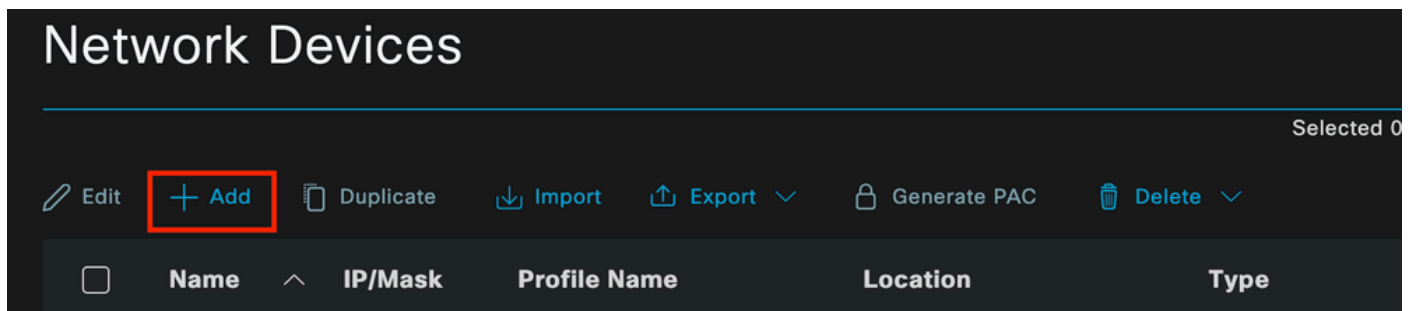 Network Devices
Selected 0
Edit Add Duplicate Import Export Generate PAC Delete
Name IP/Mask Profile Name Location Type